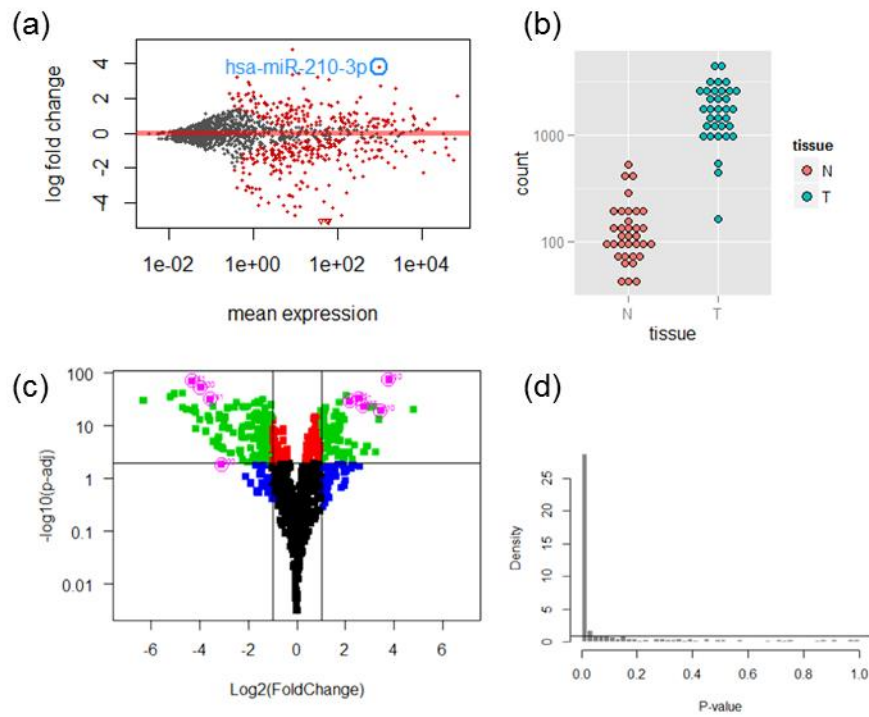 (a)
hsa-miR-210-3p
log fold change
4
2
0
-2
-4
1e-02 1e+00 1e+02 1e+04
mean expression
(b)
count
1000
100
N T
tissue
tissue
N
T
(c)
-log10(p-adj)
100
10
1
0.1
0.01
-6 -4 -2 0 2 4 6
Log2(FoldChange)
(d)
Density
25
20
15
10
5
0
0.0 0.2 0.4 0.6 0.8 1.0
P-value